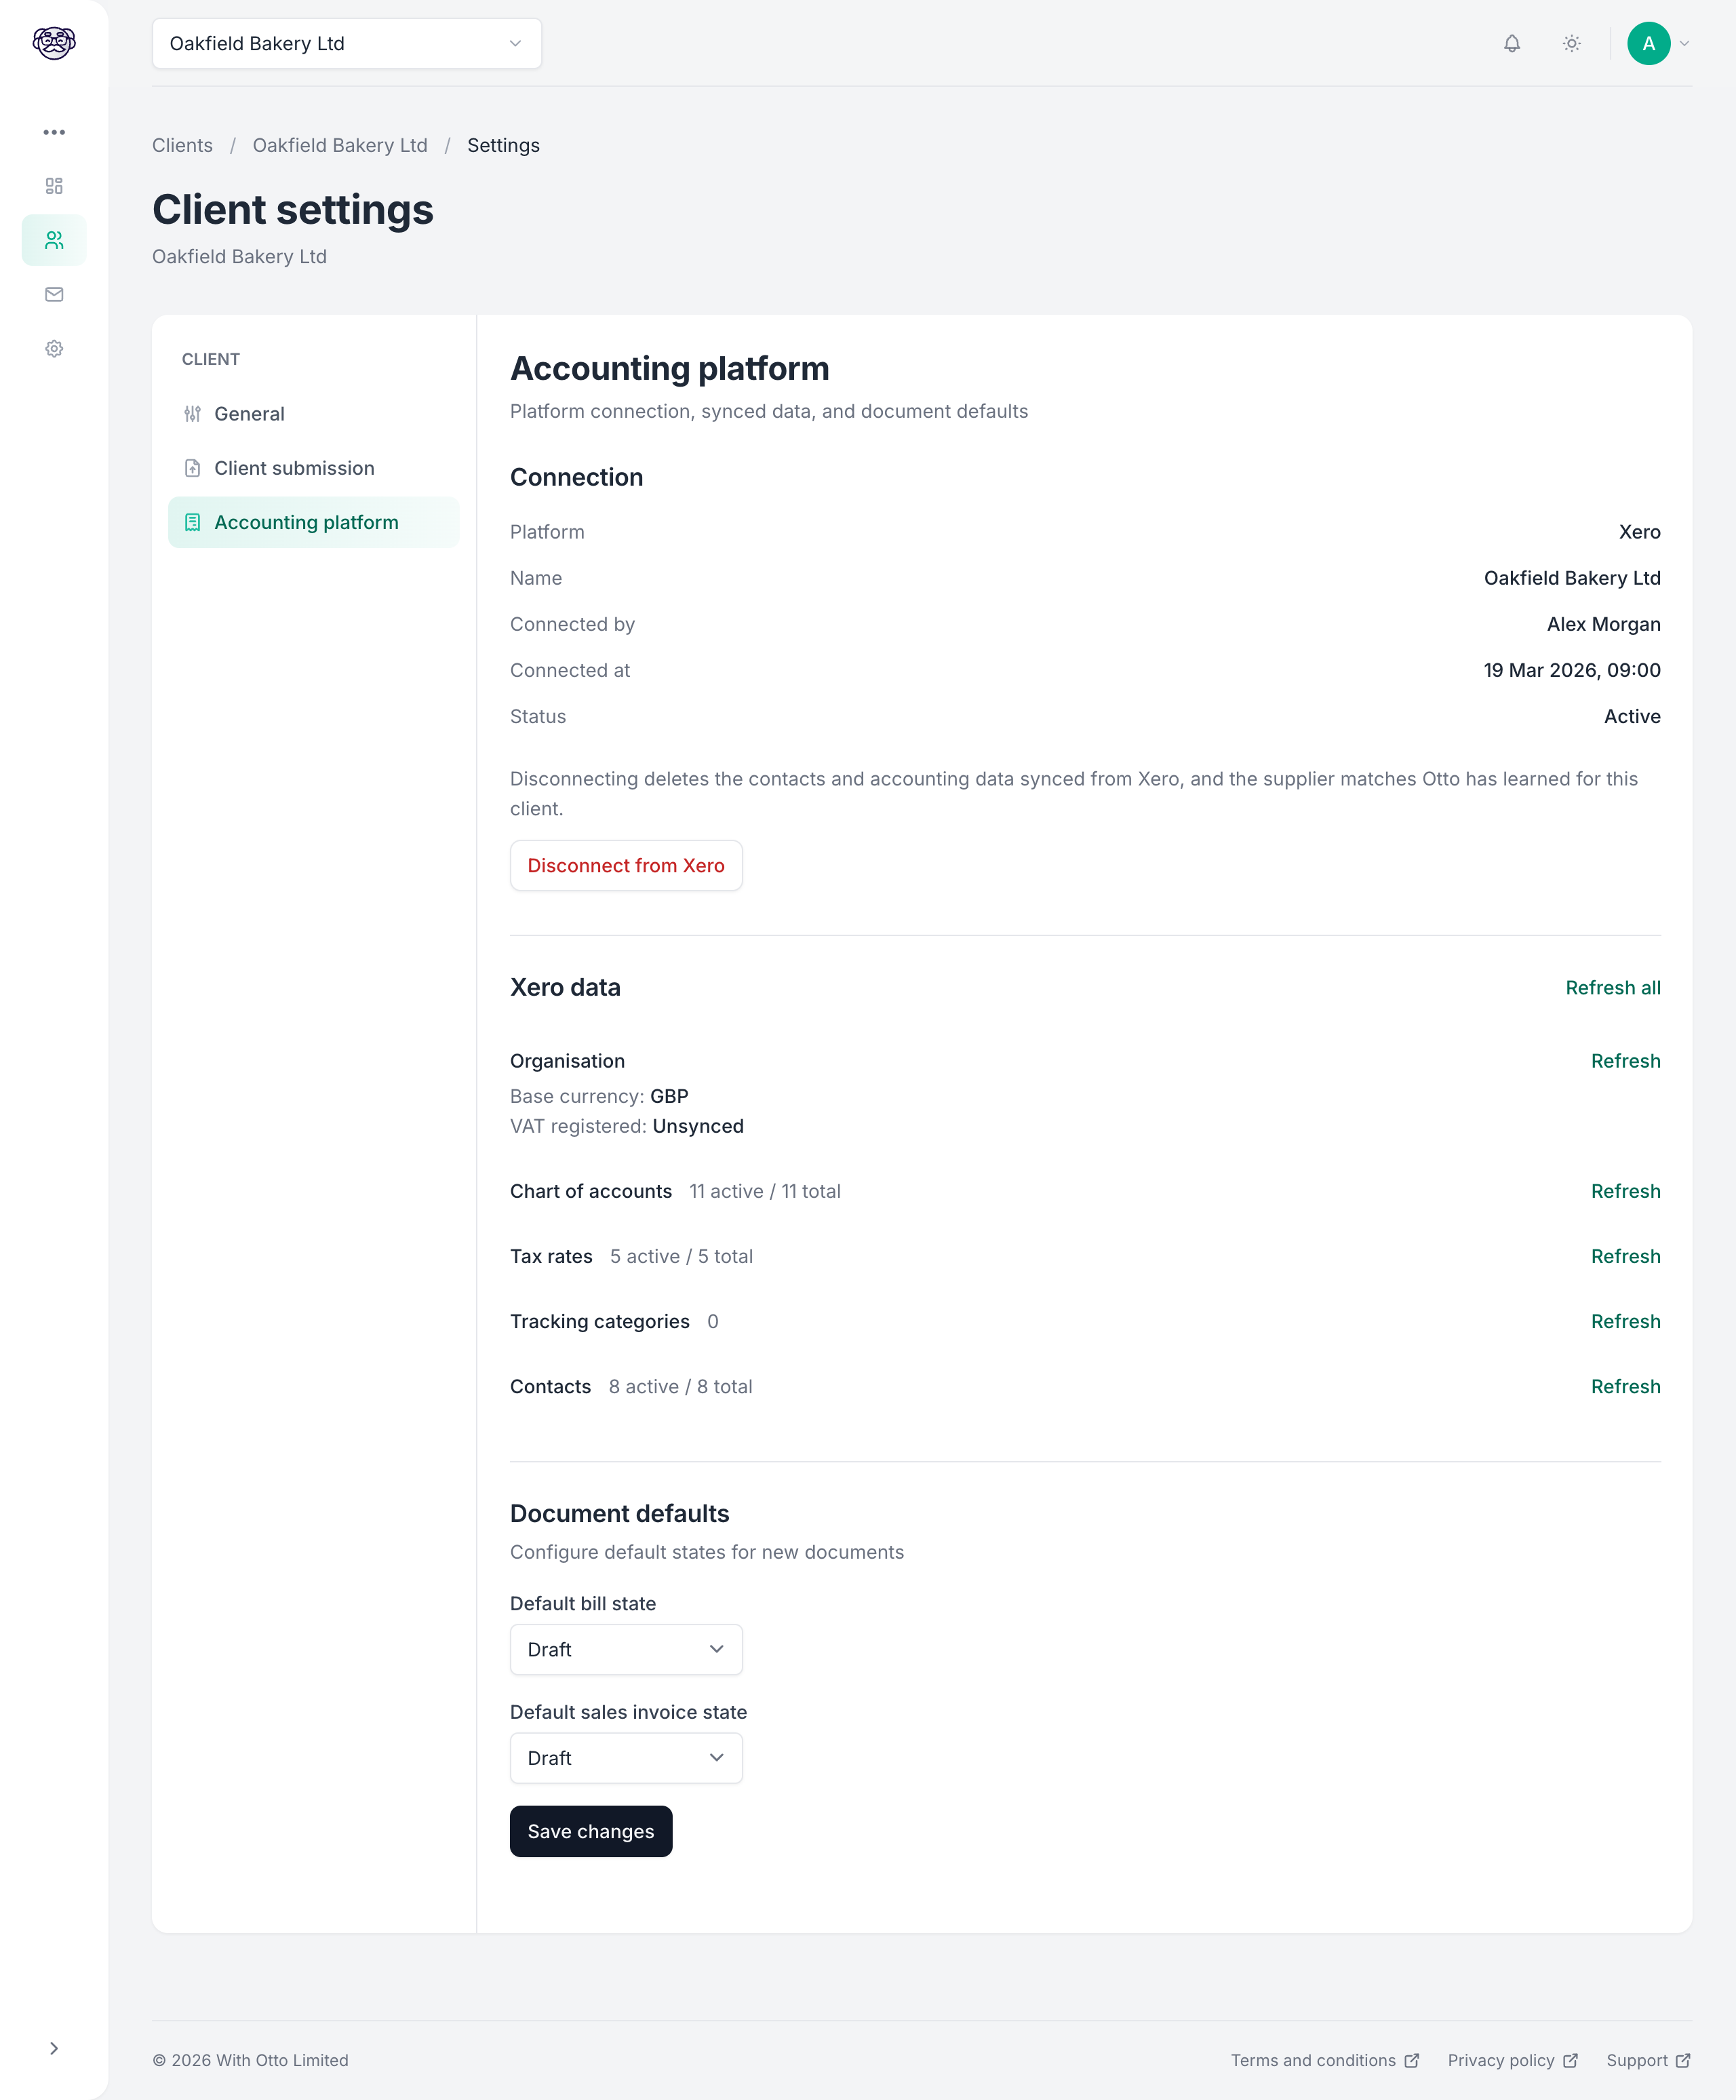 Oakfield Bakery Ltd
A
Clients / Oakfield Bakery Ltd / Settings
Client settings
Oakfield Bakery Ltd
CLIENT
General
Client submission
Accounting platform
Accounting platform
Platform connection, synced data, and document defaults
Connection
Platform Xero
Name Oakfield Bakery Ltd
Connected by Alex Morgan
Connected at 19 Mar 2026, 09:00
Status Active
Disconnecting deletes the contacts and accounting data synced from Xero, and the supplier matches Otto has learned for this
client.
Disconnect from Xero
Xero data Refresh all
Organisation Refresh
Base currency: GBP
VAT registered: Unsynced
Chart of accounts 11 active / 11 total Refresh
Tax rates 5 active / 5 total Refresh
Tracking categories 0 Refresh
Contacts 8 active / 8 total Refresh
Document defaults
Configure default states for new documents
Default bill state
Draft
Default sales invoice state
Draft
Save changes
© 2026 With Otto Limited Terms and conditions Privacy policy Support